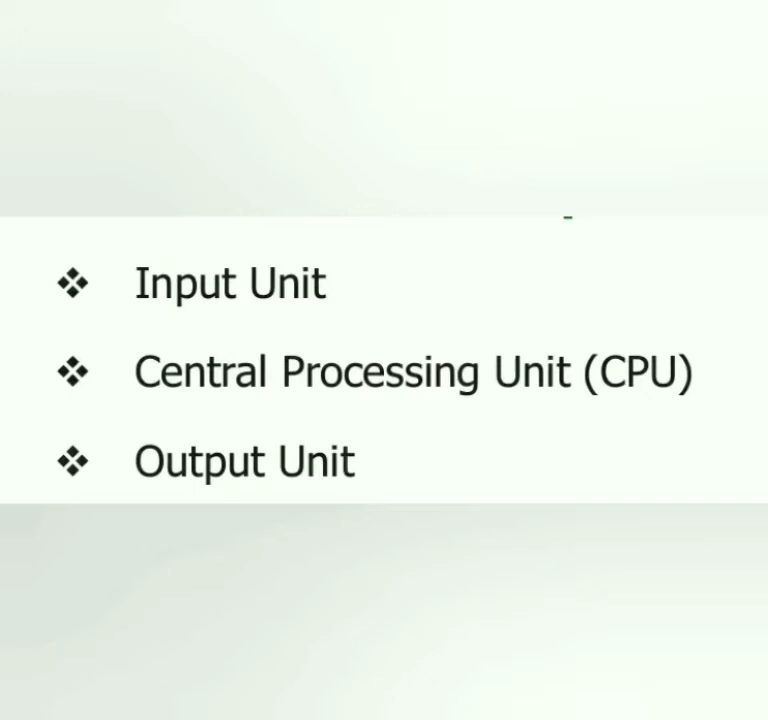 ❖ Input Unit
❖ Central Processing Unit (CPU)
❖ Output Unit